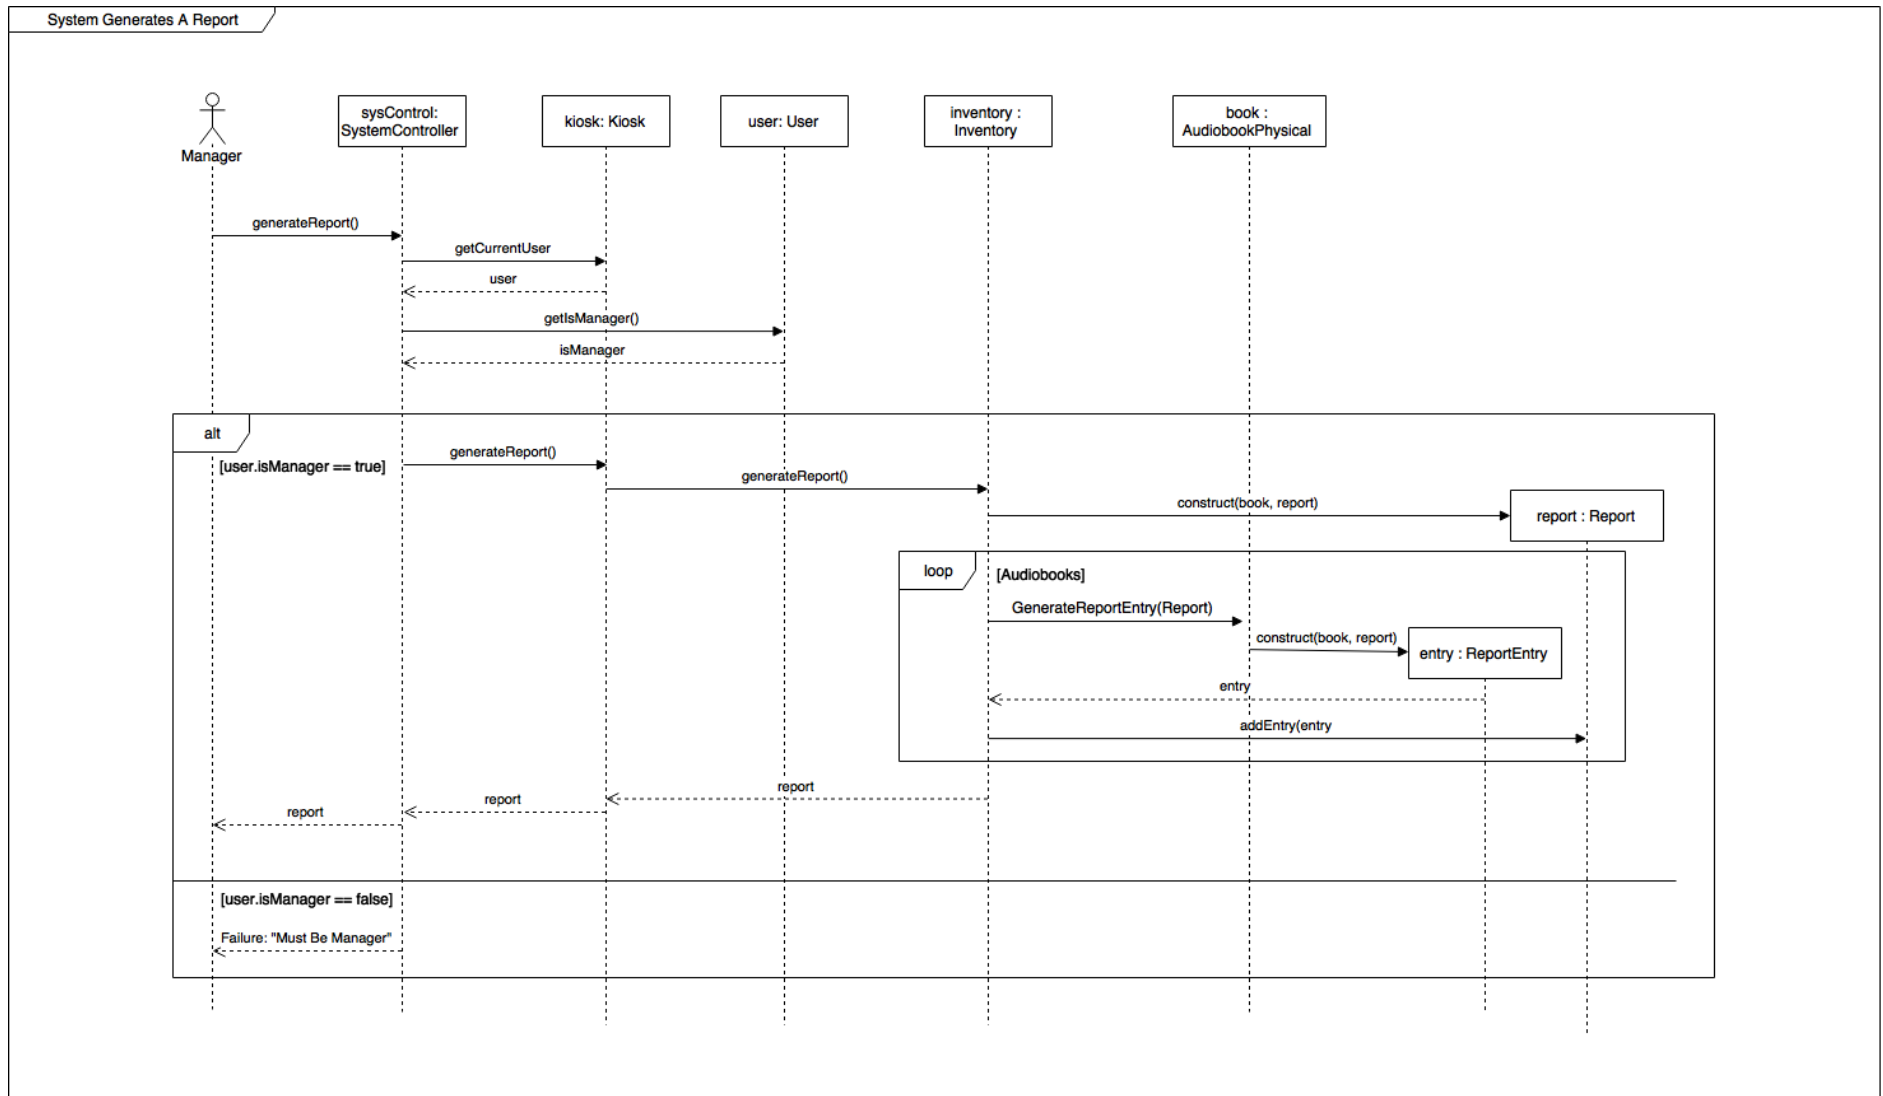 System Generates A Report
Manager
sysControl:
SystemController
kiosk: Kiosk
user: User
inventory :
Inventory
book :
AudiobookPhysical
generateReport()
getCurrentUser
user
getIsManager()
isManager
alt
[user.isManager == true]
generateReport()
generateReport()
construct(book, report)
report : Report
loop
[Audiobooks]
GenerateReportEntry(Report)
construct(book, report)
entry : ReportEntry
entry
addEntry(entry
report
report
report
[user.isManager == false]
Failure: "Must Be Manager"